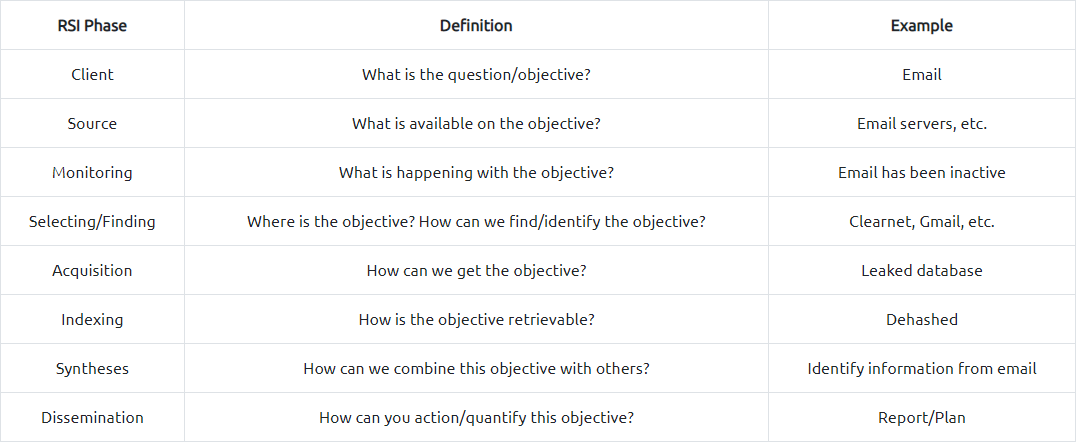 RSI Phase Definition Example
Client What is the question/objective? Email
Source What is available on the objective? Email servers, etc.
Monitoring What is happening with the objective? Email has been inactive
Selecting/Finding Where is the objective? How can we find/identify the objective? Clearnet, Gmail, etc.
Acquisition How can we get the objective? Leaked database
Indexing How is the objective retrievable? Dehashed
Syntheses How can we combine this objective with others? Identify information from email
Dissemination How can you action/quantify this objective? Report/Plan